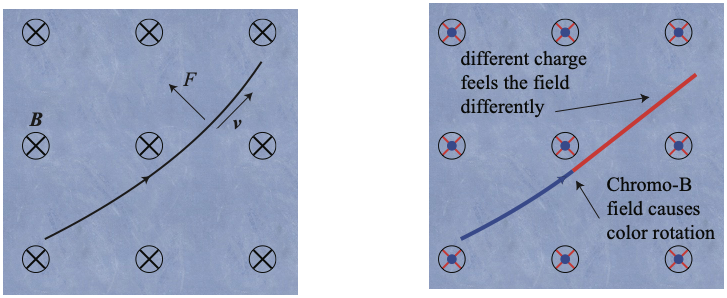 F
v
B
different charge
feels the field
differently
Chromo-B
field causes
color rotation